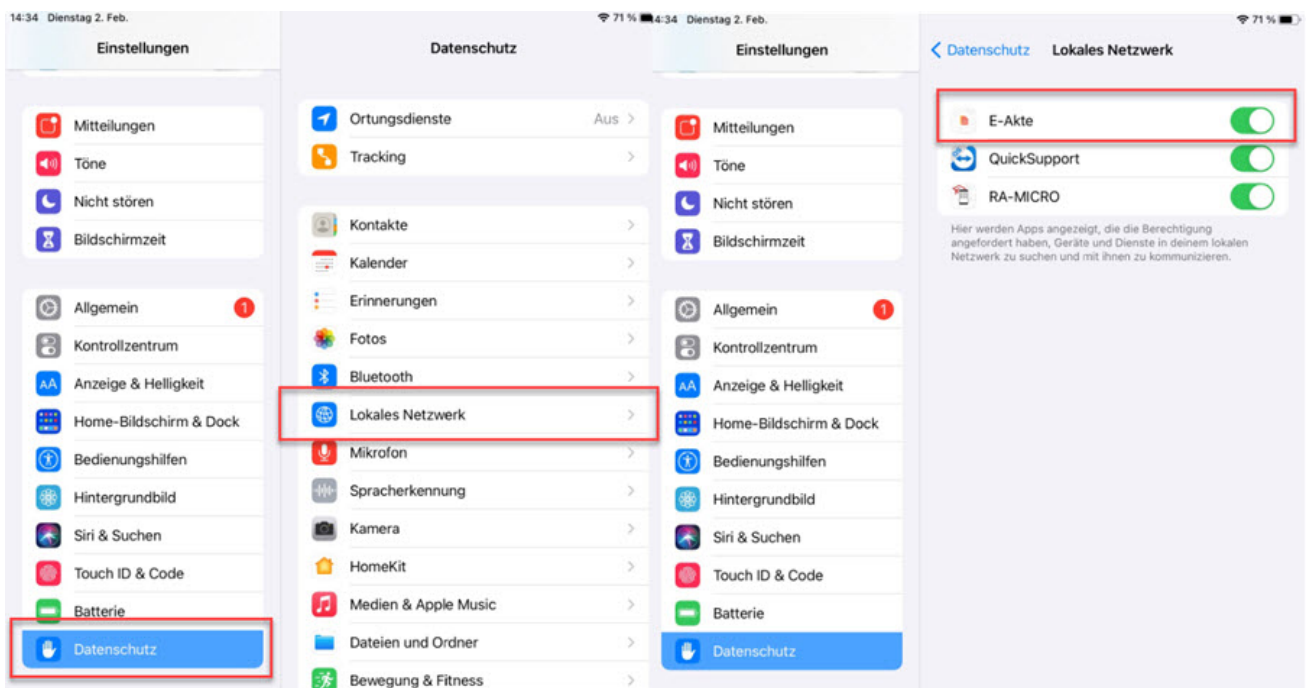 14:34 Dienstag 2. Feb.
71 %
Einstellungen
Mitteilungen
Töne
Nicht stören
Bildschirmzeit
Allgemein
1
Kontrollzentrum
AA
Anzeige & Helligkeit
Home-Bildschirm & Dock
Bedienungshilfen
Hintergrundbild
Siri & Suchen
Touch ID & Code
Batterie
Datenschutz
Datenschutz
Ortungsdienste Aus
Tracking
Kontakte
Kalender
Erinnerungen
Fotos
Bluetooth
Lokales Netzwerk
Mikrofon
Spracherkennung
Kamera
HomeKit
Medien & Apple Music
Dateien und Ordner
Bewegung & Fitness
4:34 Dienstag 2. Feb.
71 %
Einstellungen
Mitteilungen
Töne
Nicht stören
Bildschirmzeit
Allgemein
1
Kontrollzentrum
AA
Anzeige & Helligkeit
Home-Bildschirm & Dock
Bedienungshilfen
Hintergrundbild
Siri & Suchen
Touch ID & Code
Batterie
Datenschutz
Datenschutz Lokales Netzwerk
E-Akte
QuickSupport
RA-MICRO
Hier werden Apps angezeigt, die die Berechtigung
angefordert haben, Geräte und Dienste in deinem lokalen
Netzwerk zu suchen und mit ihnen zu kommunizieren.